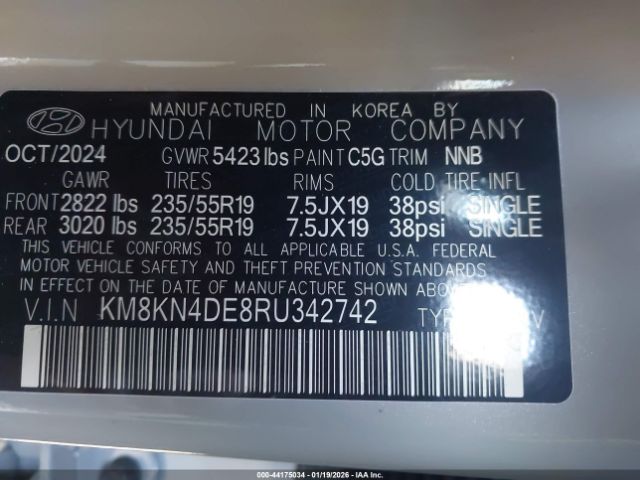 MANUFACTURED IN KOREA BY
HYUNDAI MOTOR COMPANY
OCT/2024 GVWR 5423 lbs PAINT C5G TRIM NNB
GAWR TIRES RIMS COLD TIRE INFL
FRONT 2822 lbs 235/55R19 7.5JX19 38psi SINGLE
REAR 3020 lbs 235/55R19 7.5JX19 38psi SINGLE
THIS VEHICLE CONFORMS TO ALL APPLICABLE U.S.A. FEDERAL
MOTOR VEHICLE SAFETY AND THEFT PREVENTION STANDARDS
IN EFFECT ON THE DATE OF MANUFACTURE SHOWN ABOVE.
V.I.N KM8KN4DE8RU342742
000-44175034 | 01/19/2026 - IAA, Inc.